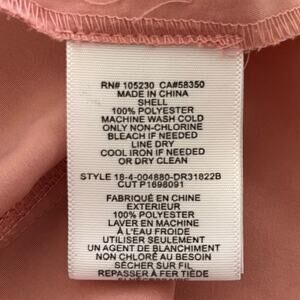 RN# 105230 CA#58350
MADE IN CHINA
SHELL
100% POLYESTER
MACHINE WASH COLD
ONLY NON-CHLORINE
BLEACH IF NEEDED
LINE DRY
COOL IRON IF NEEDED
OR DRY CLEAN
STYLE 18-4-004880-DR31822B
CUT P1698091
FABRIQUÉ EN CHINE
EXTERIEUR
100% POLYESTER
LAVER EN MACHINE
À L'EAU FROIDE
UTILISER SEULEMENT
UN AGENT DE BLANCHIMENT
NON CHLORÉ AU BESOIN
SÉCHER SUR FIL
REPASSER À FER TIÈDE